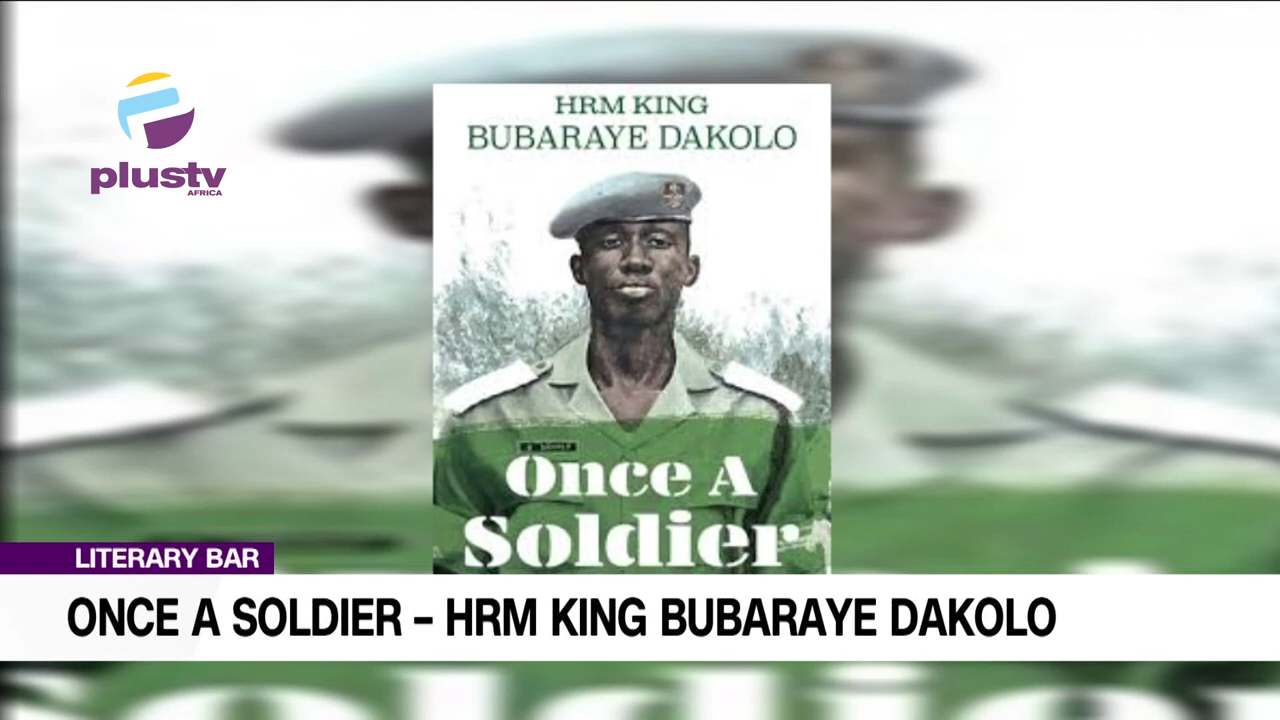 plustv
AFRICA
HRM KING
BUBARAYE DAKOLO
Once A
Soldier
LITERARY BAR
ONCE A SOLDIER – HRM KING BUBARAYE DAKOLO